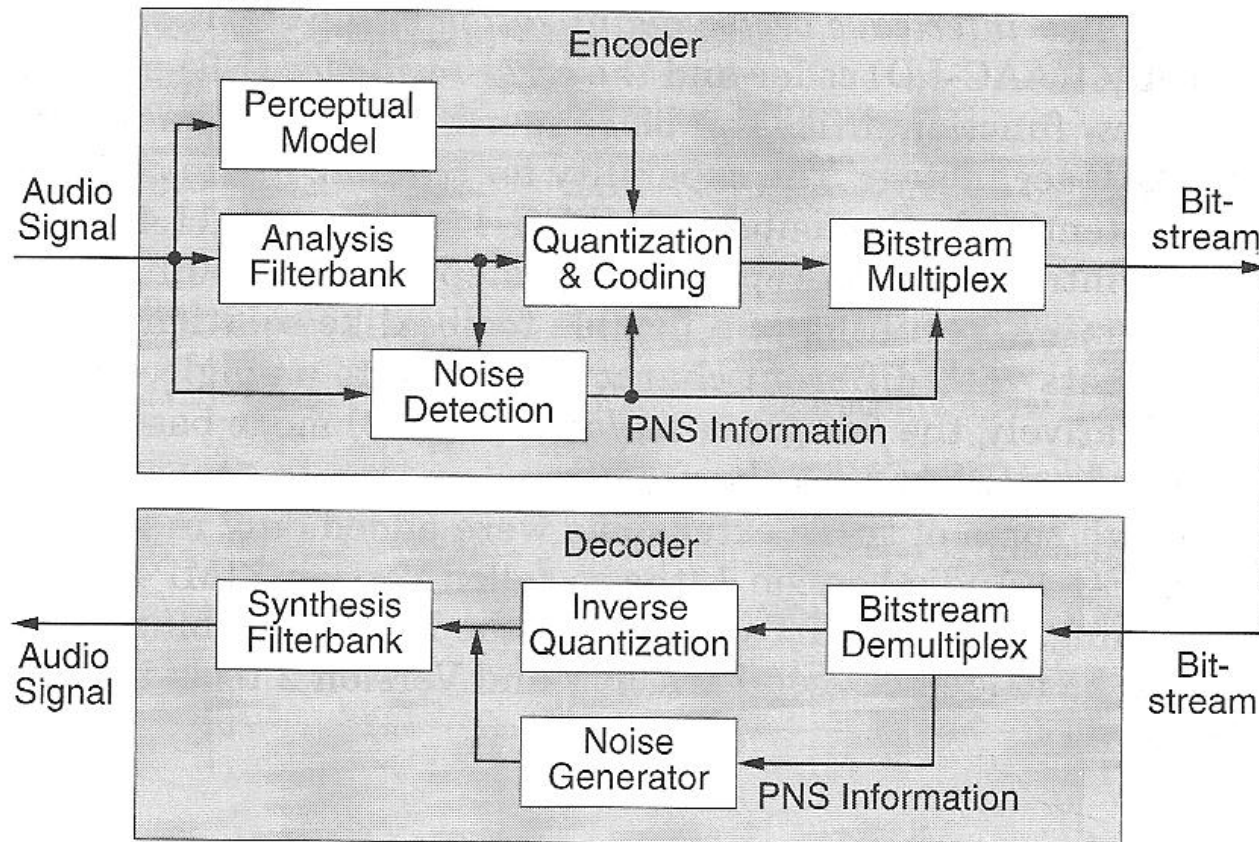 Encoder
Perceptual
Model
Audio
Signal
Analysis
Filterbank
Quantization
& Coding
Bitstream
Multiplex
Bit-
stream
Noise
Detection
PNS Information
Decoder
Synthesis
Filterbank
Inverse
Quantization
Bitstream
Demultiplex
Audio
Signal
Bit-
stream
Noise
Generator
PNS Information